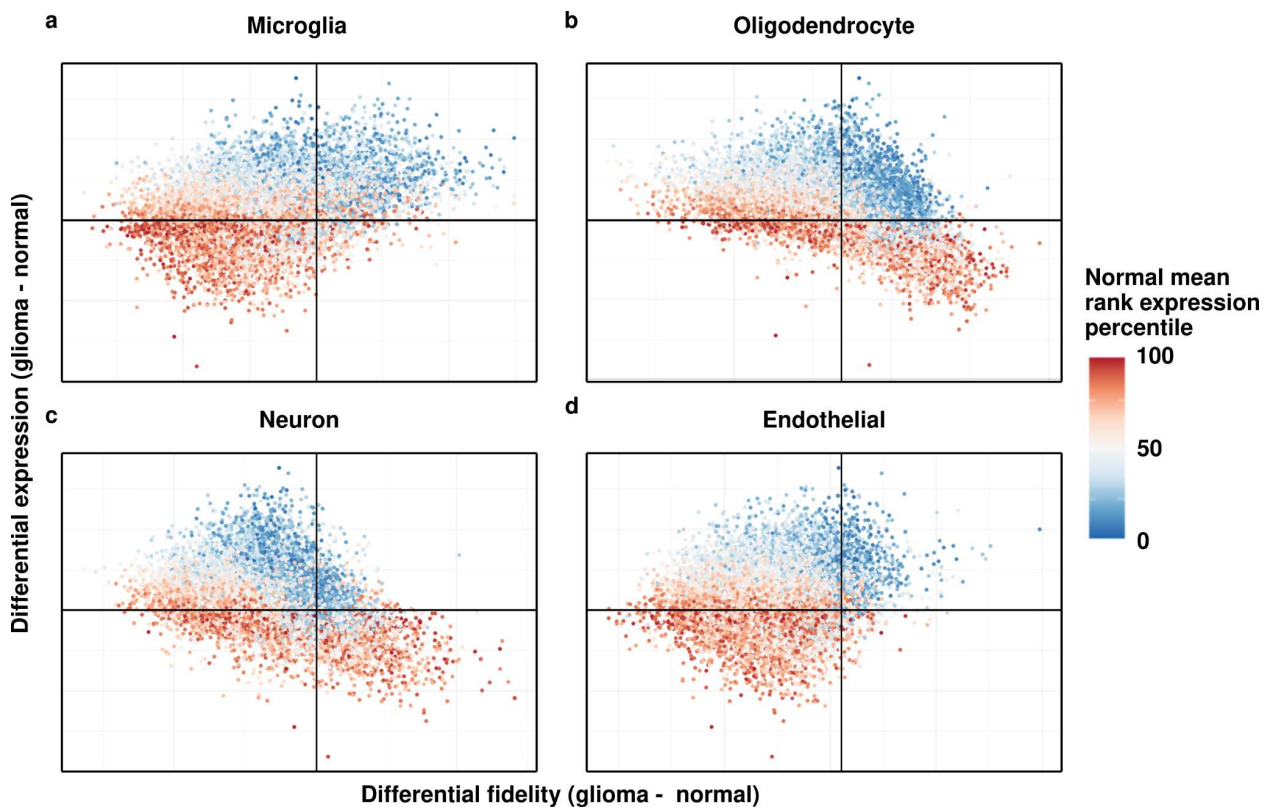 a
Microglia
b
Oligodendrocyte
c
Neuron
d
Endothelial
Differential expression (glioma - normal)
Differential fidelity (glioma - normal)
Normal mean
rank expression
percentile
100
50
0